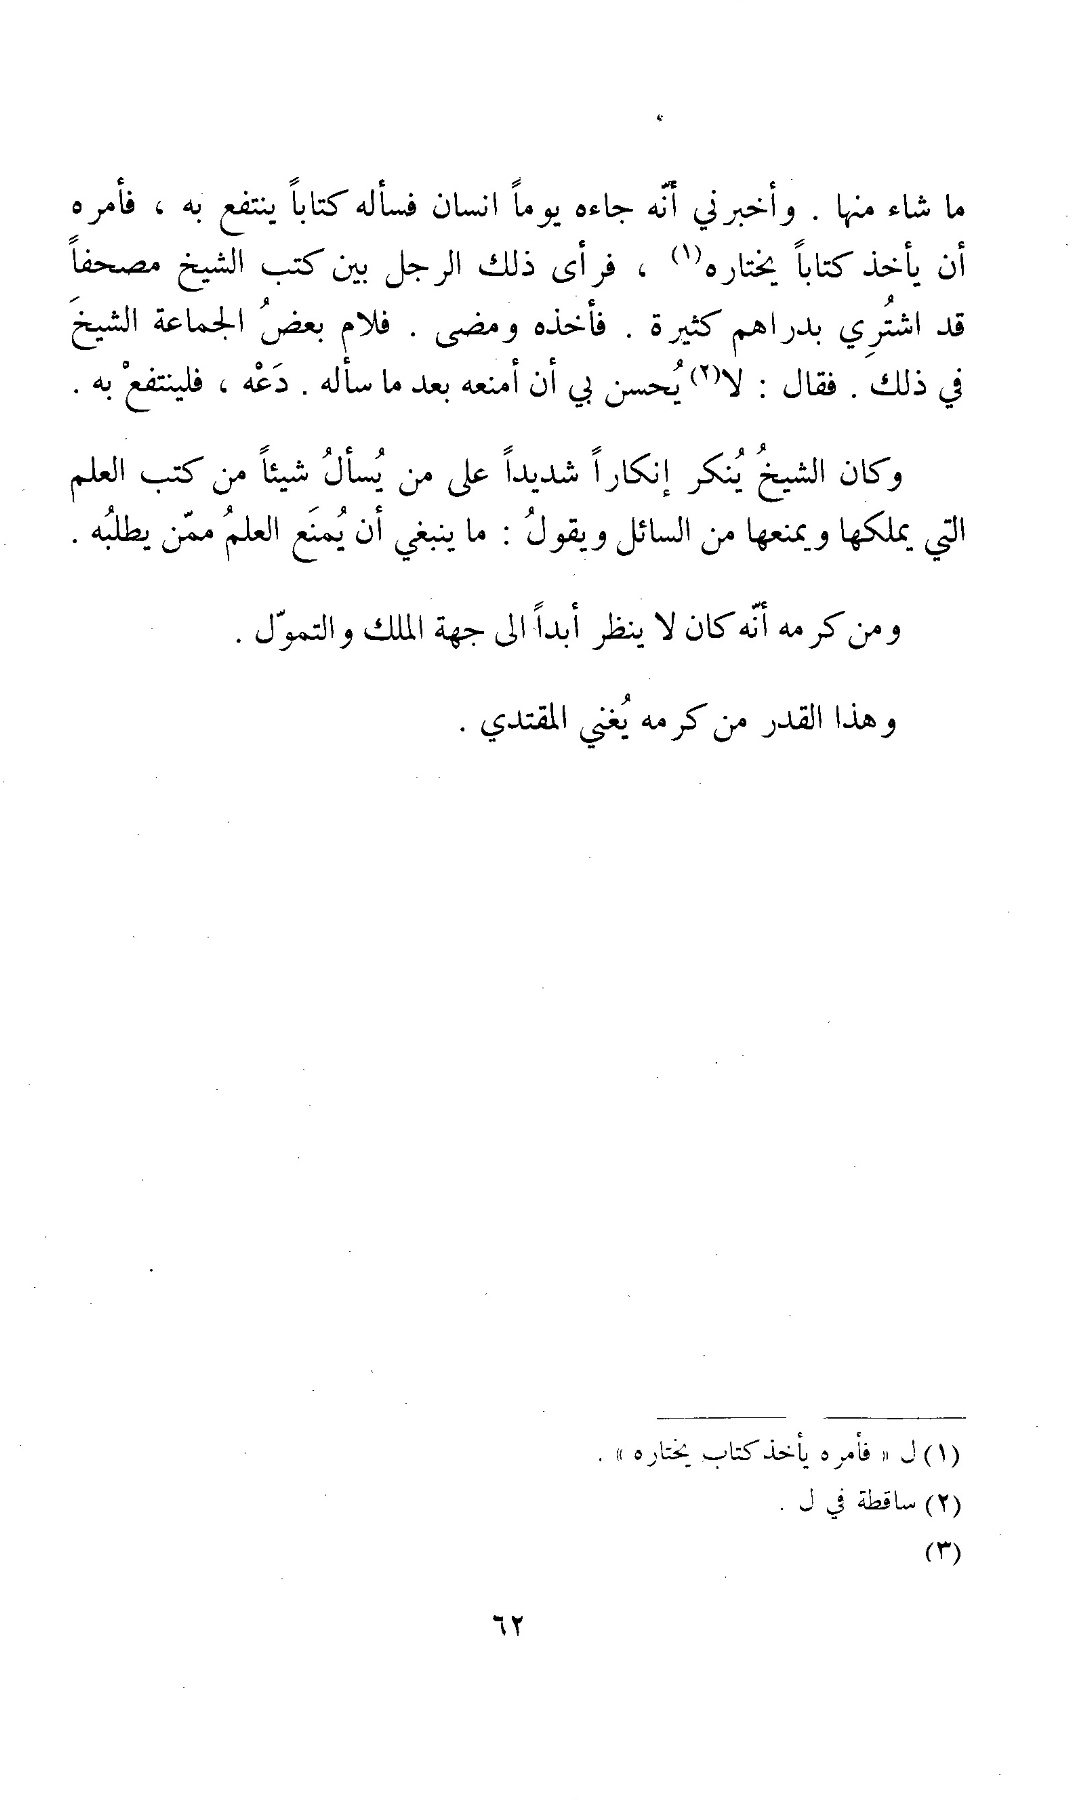 ما شاء منها . وأخبرني أنّه جاءه يوماً انسان فسأله كتاباً ينتفع به ، فأمره
أن يأخذ كتاباً يختاره(١) ، فرأى ذلك الرجل بين كتب الشيخ مصحفاً
قد اشتُرِي بدراهم كثيرة . فأخذه ومضى . فلام بعضُ الجماعة الشيخَ
في ذلك . فقال : لا(٢) يُحسن بي أن أمنعه بعد ما سأله . دَعْه ، فلينتفعْ به .
وكان الشيخُ يُنكر إنكاراً شديداً على من يُسألُ شيئاً من كتب العلم
التي يملكها ويمنعها من السائل ويقولُ : ما ينبغي أن يُمنَع العلمُ ممّن يطلبُه .
ومن كرمه أنّه كان لا ينظر أبداً الى جهة الملك والتموّل .
وهذا القدر من كرمه يُغني المقتدي .
(١) ل « فأمره يأخذ كتاب يختاره » .
(٢) ساقطة في ل .
(٣)
٦٢